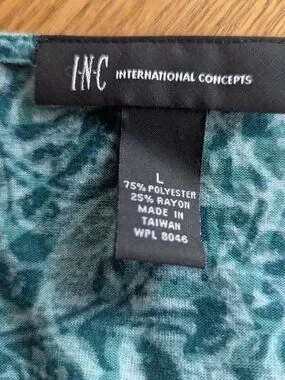 I·N·C INTERNATIONAL CONCEPTS
L
75% POLYESTER
25% RAYON
MADE IN
TAIWAN
WPL 8046